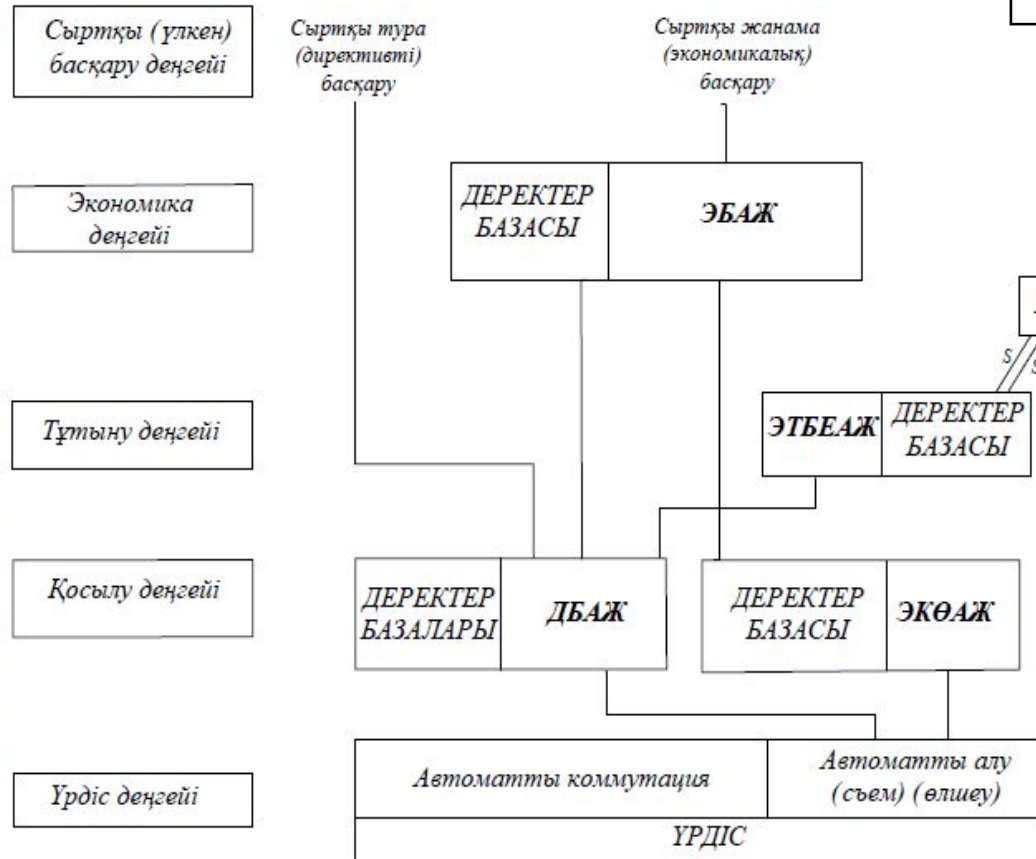 Сыртқы (үлкен)
басқару деңгейі
Сыртқы тура
(директивті)
басқару
Сыртқы жанама
(экономикалық)
басқару
Экономика
деңгейі
ДЕРЕКТЕР
БАЗАСЫ
ЭБАЖ
S
S
Тұтыну деңгейі
ЭТБЕАЖ
ДЕРЕКТЕР
БАЗАСЫ
Қосылу деңгейі
ДЕРЕКТЕР
БАЗАЛАРЫ
ДБАЖ
ДЕРЕКТЕР
БАЗАСЫ
ЭКӨАЖ
Үрдіс деңгейі
Автоматты коммутация
Автоматты алу
(съем) (өлшеу)
ҮРДІС